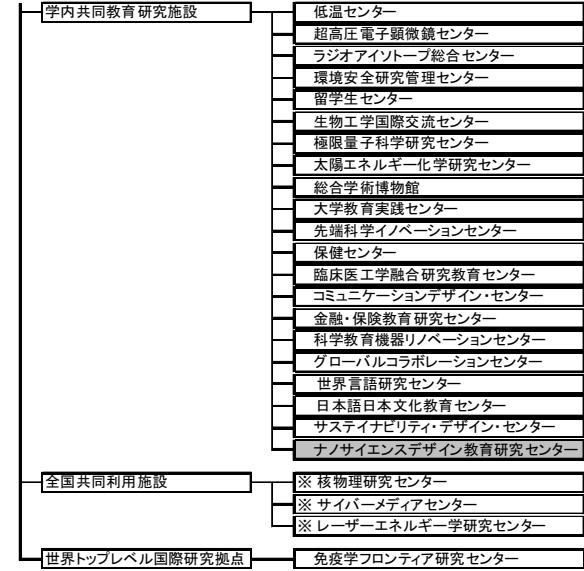 学内共同教育研究施設
低温センター
超高圧電子顕微鏡センター
ラジオアイソトープ総合センター
環境安全研究管理センター
留学生センター
生物工学国際交流センター
極限量子科学研究センター
太陽エネルギー化学研究センター
総合学術博物館
大学教育実践センター
先端科学イノベーションセンター
保健センター
臨床医工学融合研究教育センター
コミュニケーションデザイン・センター
金融・保険教育研究センター
科学教育機器リノベーションセンター
グローバルコラボレーションセンター
世界言語研究センター
日本語日本文化教育センター
サステイナビリティ・デザイン・センター
ナノサイエンスデザイン教育研究センター
全国共同利用施設
※ 核物理研究センター
※ サイバーメディアセンター
※ レーザーエネルギー学研究センター
世界トップレベル国際研究拠点
免疫学フロンティア研究センター